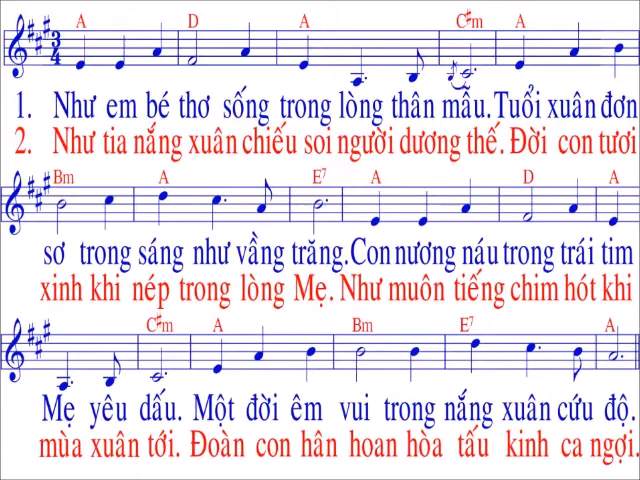 A D A C#m A
3
4
1. Như em bé thơ sống trong lòng thân mẫu. Tuổi xuân đơn
2. Như tia nắng xuân chiếu soi người dương thế. Đời con tươi
Bm A E7 A D A
sơ trong sáng như vầng trăng. Con nương náu trong trái tim
xinh khi nép trong lòng Mẹ. Như muôn tiếng chim hót khi
C#m A Bm E7 A
Mẹ yêu dấu. Một đời êm vui trong nắng xuân cứu độ.
mùa xuân tới. Đoàn con hân hoan hòa tấu kinh ca ngợi.